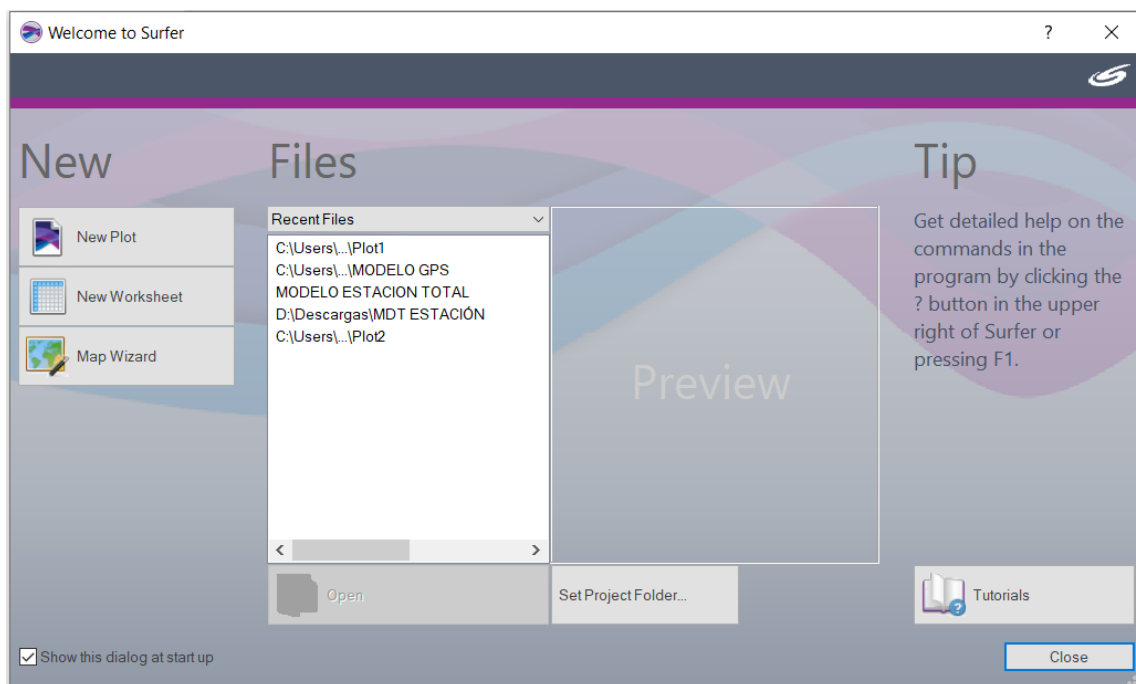 Welcome to Surfer
?
New
New Plot
New Worksheet
Map Wizard
Files
Recent Files
C:\Users\...\Plot1
C:\Users\...\MODELO GPS
MODELO ESTACION TOTAL
D:\Descargas\MDT ESTACIÓN
C:\Users\...\Plot2
Preview
Open
Set Project Folder...
Tip
Get detailed help on the
commands in the
program by clicking the
? button in the upper
right of Surfer or
pressing F1.
?
Tutorials
Show this dialog at start up
Close